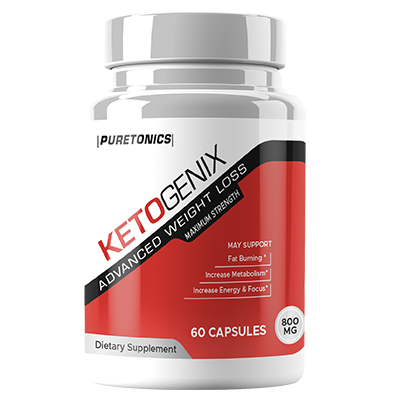 |PURETONICS|
KETOGENIX
ADVANCED WEIGHT LOSS
MAXIMUM STRENGTH
MAY SUPPORT
Fat Burning *
Increase Metabolism*
Increase Energy & Focus*
60 CAPSULES
800
MG
Dietary Supplement